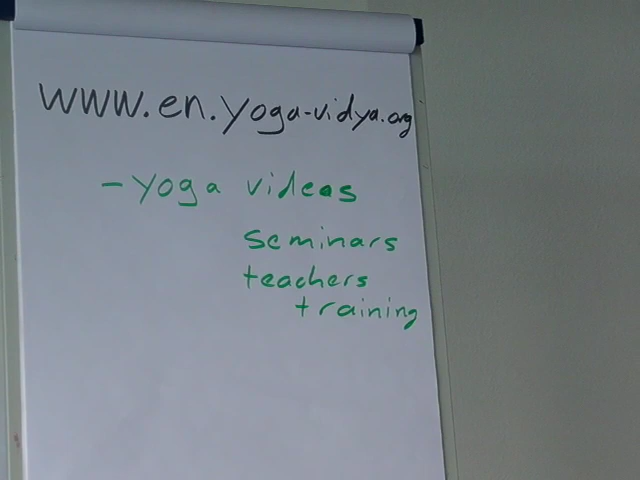 www.en.yoga-vidya.org
- yoga videos
seminars
teachers
training